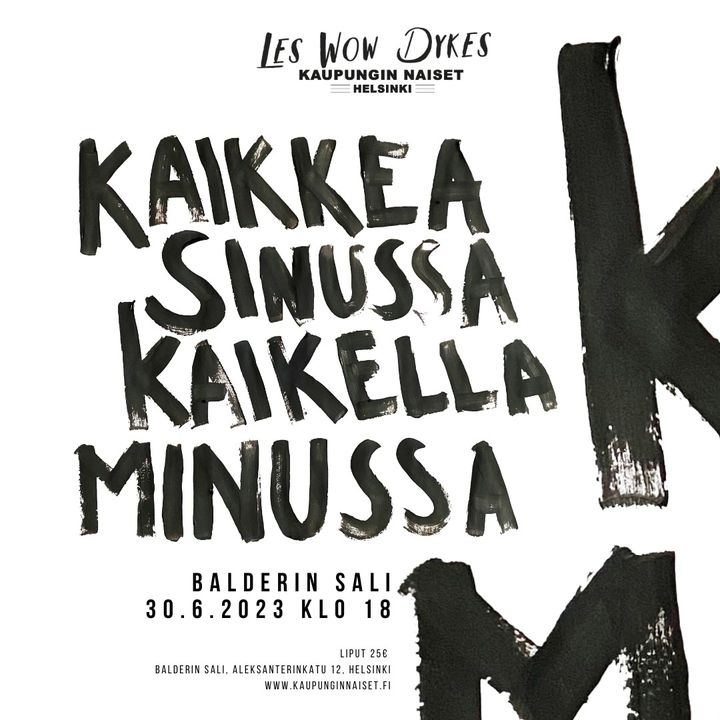 LES WOW DYKES
KAUPUNGIN NAISET
HELSINKI
KAIKKEA
SINUSSA
KAIKELLA
MINUSSA
K
M
BALDERIN SALI
30.6.2023 KLO 18
LIPUT 25€
BALDERIN SALI, ALEKSANTERINKATU 12, HELSINKI
WWW.KAUPUNGINNAISET.FI